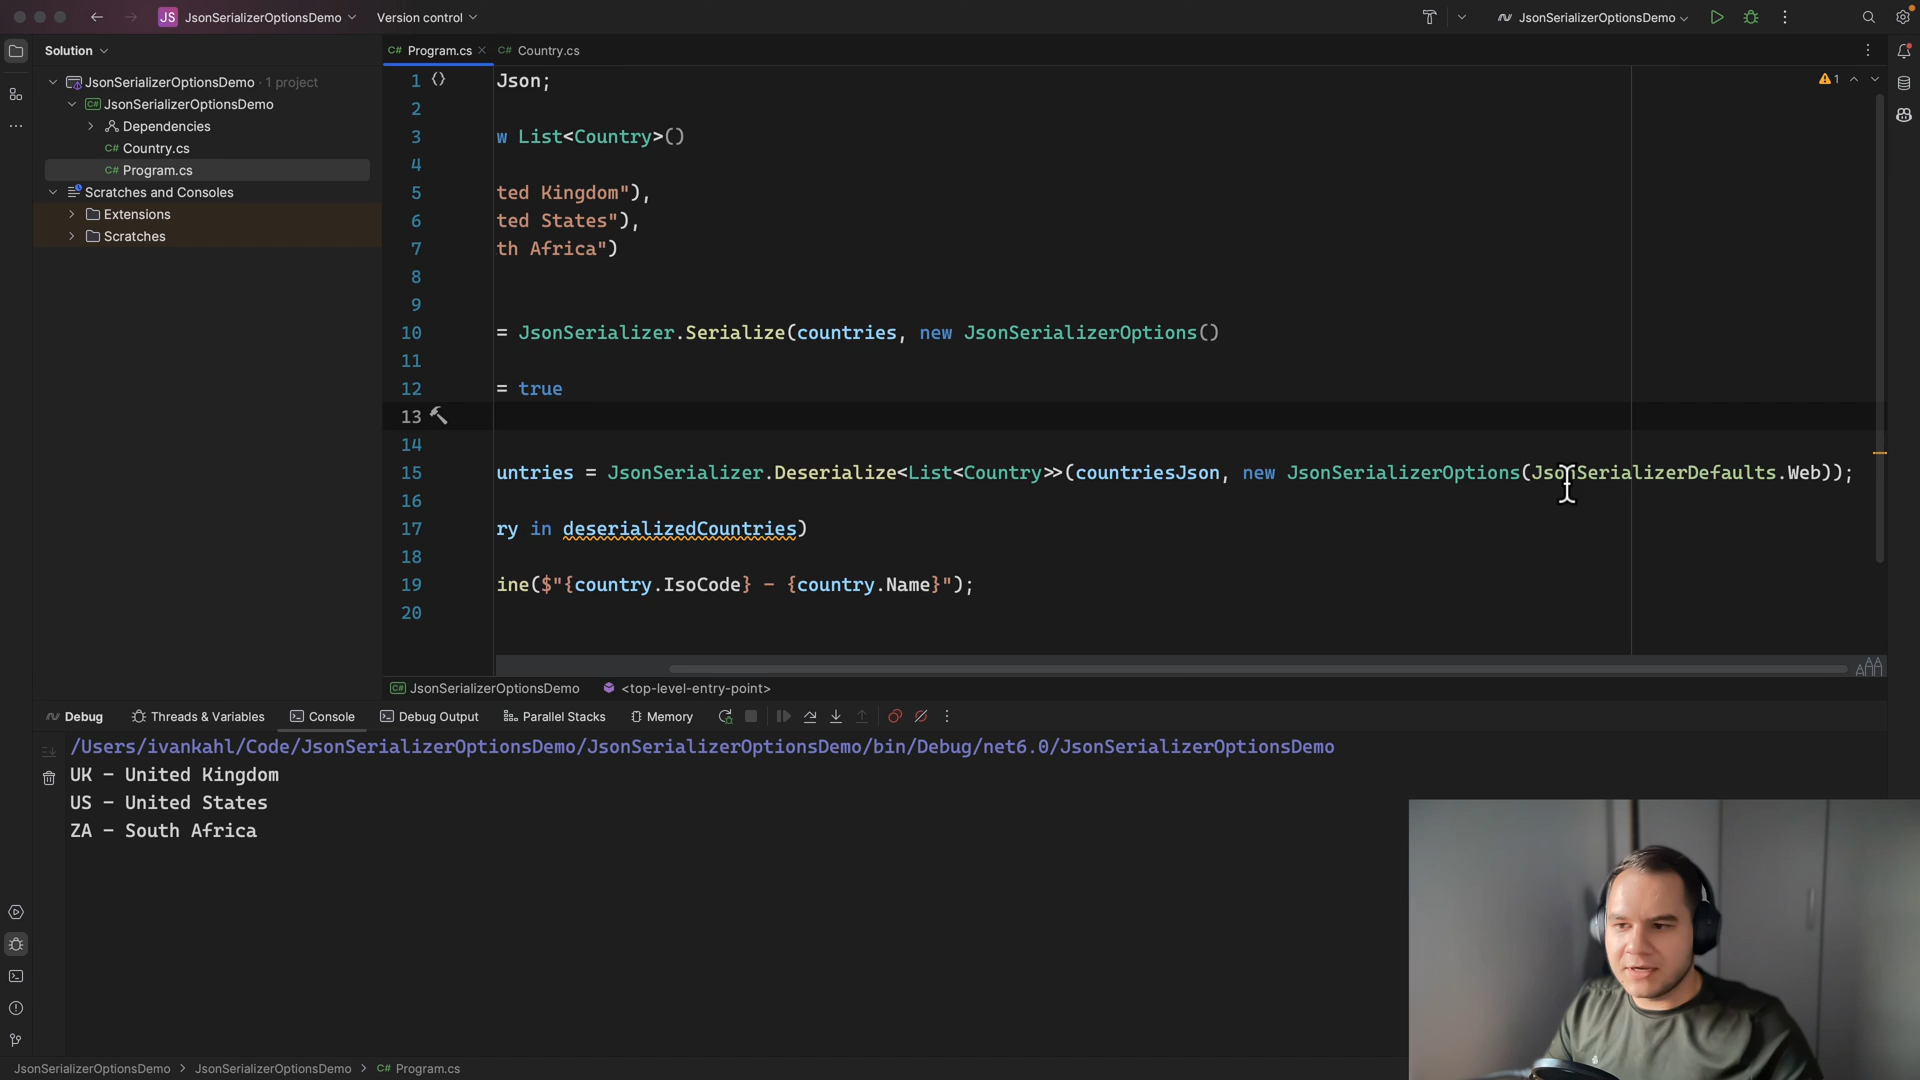 JS JsonSerializerOptionsDemo Version control JsonSerializerOptionsDemo
Solution
JsonSerializerOptionsDemo · 1 project
JsonSerializerOptionsDemo
Dependencies
Country.cs
Program.cs
Scratches and Consoles
Extensions
Scratches
C# Program.cs C# Country.cs
1 Json; 1
2
3 w List<Country>()
4
5 ted Kingdom"),
6 ted States"),
7 th Africa")
8
9
10 = JsonSerializer.Serialize(countries, new JsonSerializerOptions()
11
12 = true
13
14
15 untries = JsonSerializer.Deserialize<List<Country>>(countriesJson, new JsonSerializerOptions(JsonSerializerDefaults.Web));
16
17 ry in deserializedCountries)
18
19 ine($"{country.IsoCode} - {country.Name}");
20
C# JsonSerializerOptionsDemo <top-level-entry-point>
Debug Threads & Variables Console Debug Output Parallel Stacks Memory
/Users/ivankahl/Code/JsonSerializerOptionsDemo/JsonSerializerOptionsDemo/bin/Debug/net6.0/JsonSerializerOptionsDemo
UK - United Kingdom
US - United States
ZA - South Africa
JsonSerializerOptionsDemo > JsonSerializerOptionsDemo > C# Program.cs